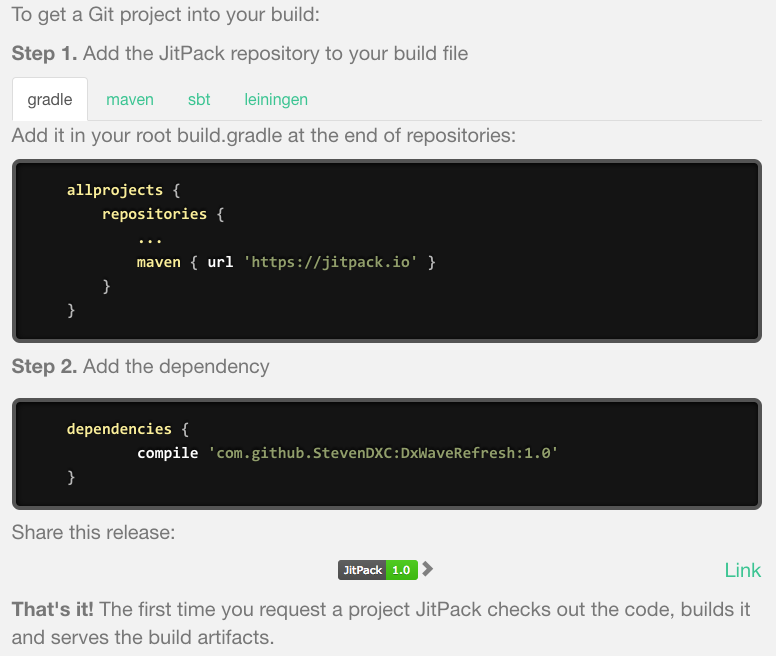 To get a Git project into your build:
Step 1. Add the JitPack repository to your build file
gradle maven sbt leiningen
Add it in your root build.gradle at the end of repositories:
allprojects {
repositories {
...
maven { url 'https://jitpack.io' }
}
}
Step 2. Add the dependency
dependencies {
compile 'com.github.StevenDXC:DxWaveRefresh:1.0'
}
Share this release:
JitPack 1.0
Link
That's it! The first time you request a project JitPack checks out the code, builds it
and serves the build artifacts.